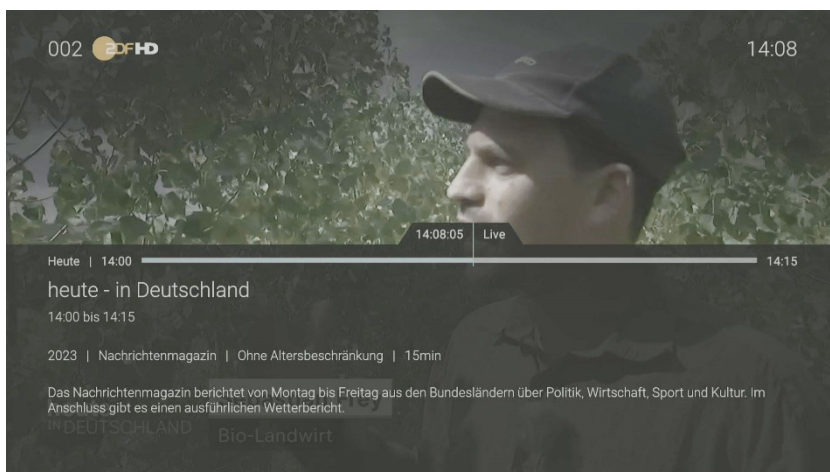 002 ZDF HD 14:08
14:08:05 Live
Heute | 14:00 14:15
heute - in Deutschland
14:00 bis 14:15
2023 | Nachrichtenmagazin | Ohne Altersbeschränkung | 15min
Das Nachrichtenmagazin berichtet von Montag bis Freitag aus den Bundesländern über Politik, Wirtschaft, Sport und Kultur. Im
Anschluss gibt es einen ausführlichen Wetterbericht.
IN DEUTSCHLAND
Bio-Landwirt